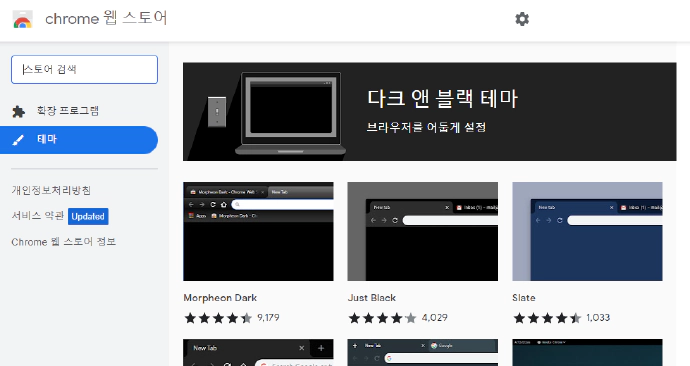 chrome 웹 스토어
스토어 검색
확장 프로그램
테마
개인정보처리방침
서비스 약관 Updated
Chrome 웹 스토어 정보
다크 앤 블랙 테마
브라우저를 어둡게 설정
Morpheon Dark - Chrome Web
New Tab
Apps Morpheon Dark - C
Morpheon Dark
9,179
New Tab
Inbox (1)
Just Black
4,029
New Tab
Inbox (1)
Slate
1,033
New Tab
Search Google
New Tab
Google